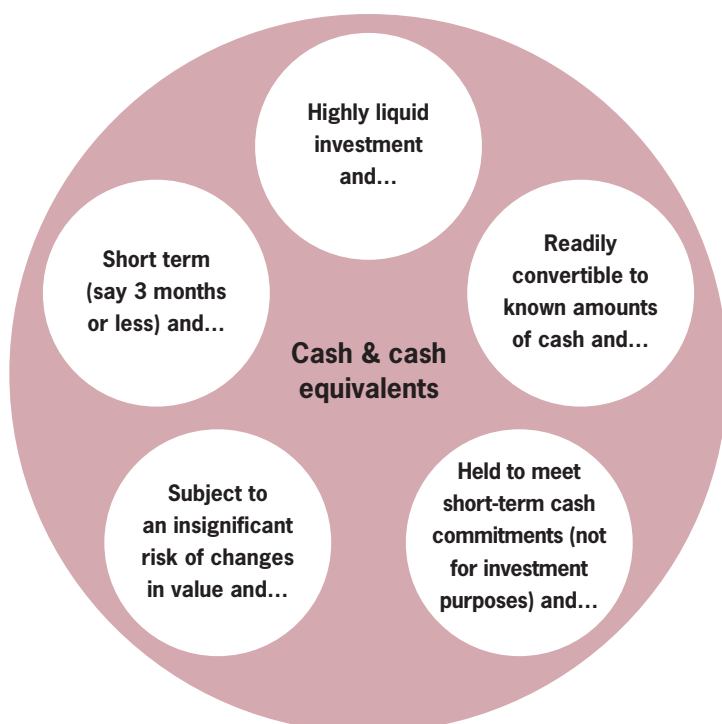 Highly liquid
investment
and…
Short term
(say 3 months
or less) and…
Readily
convertible to
known amounts
of cash and…
Cash & cash
equivalents
Subject to
an insignificant
risk of changes
in value and…
Held to meet
short-term cash
commitments (not
for investment
purposes) and…